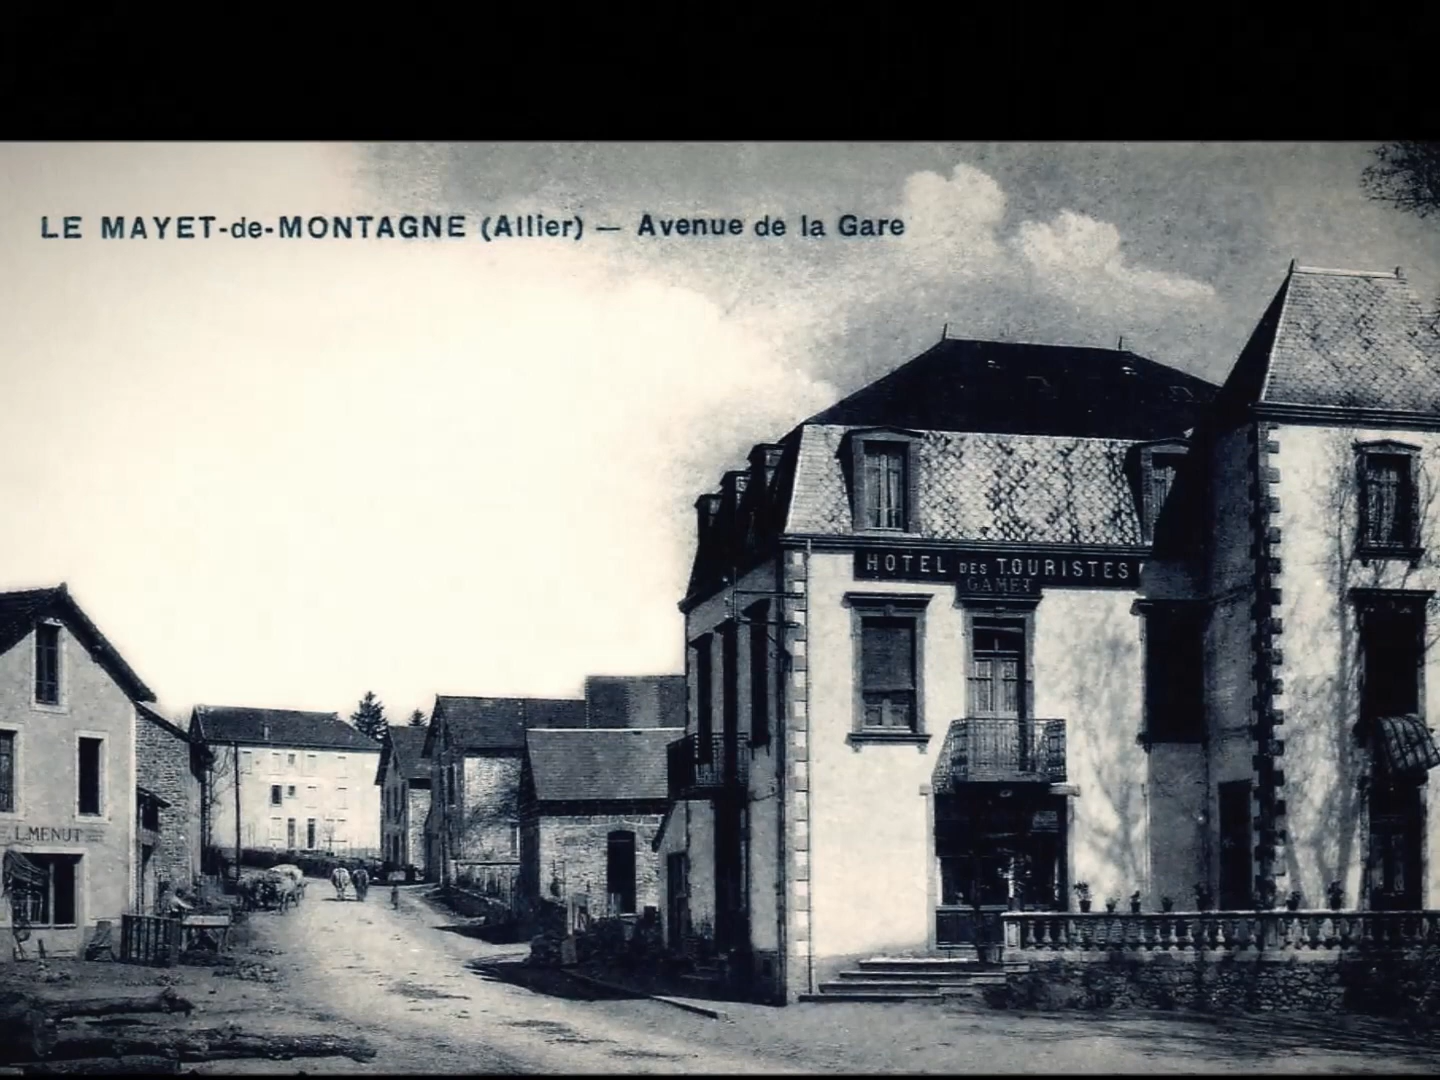 LE MAYET-de-MONTAGNE (Allier) — Avenue de la Gare
HOTEL DES TOURISTES
GAMET
L. MENUT